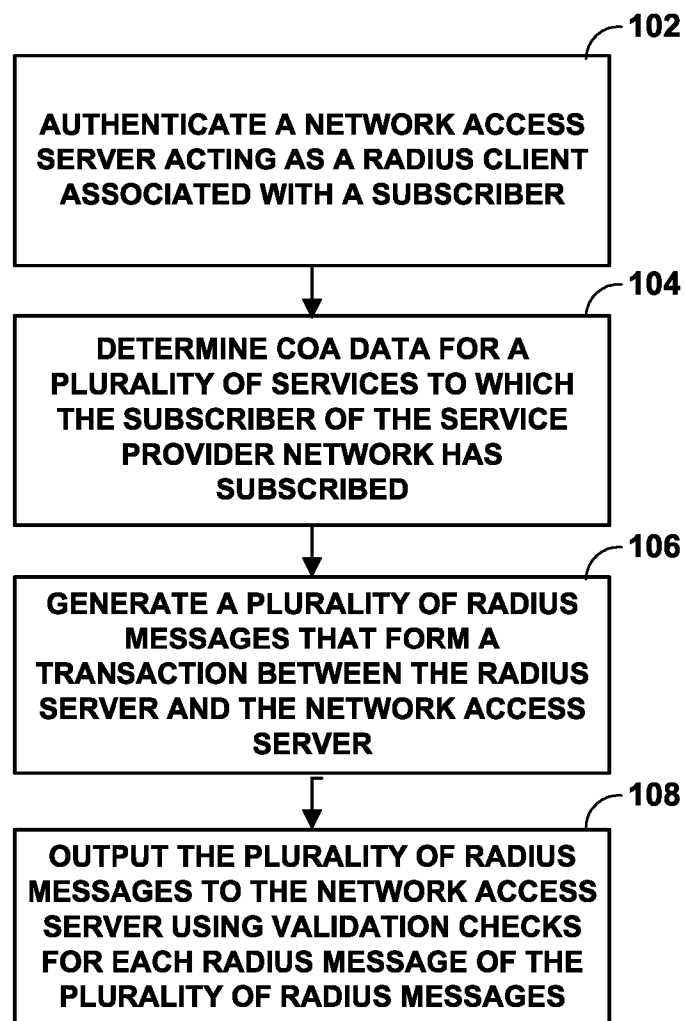 102
AUTHENTICATE A NETWORK ACCESS
SERVER ACTING AS A RADIUS CLIENT
ASSOCIATED WITH A SUBSCRIBER
104
DETERMINE COA DATA FOR A
PLURALITY OF SERVICES TO WHICH
THE SUBSCRIBER OF THE SERVICE
PROVIDER NETWORK HAS
SUBSCRIBED
106
GENERATE A PLURALITY OF RADIUS
MESSAGES THAT FORM A
TRANSACTION BETWEEN THE RADIUS
SERVER AND THE NETWORK ACCESS
SERVER
108
OUTPUT THE PLURALITY OF RADIUS
MESSAGES TO THE NETWORK ACCESS
SERVER USING VALIDATION CHECKS
FOR EACH RADIUS MESSAGE OF THE
PLURALITY OF RADIUS MESSAGES